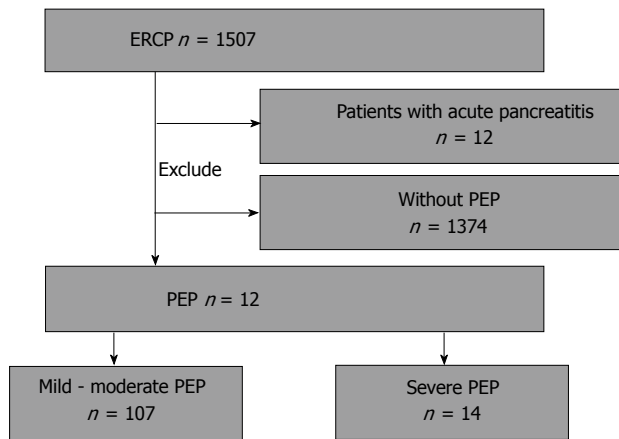 ERCP n = 1507
Patients with acute pancreatitis
n = 12
Exclude
Without PEP
n = 1374
PEP n = 12
Mild - moderate PEP
n = 107
Severe PEP
n = 14